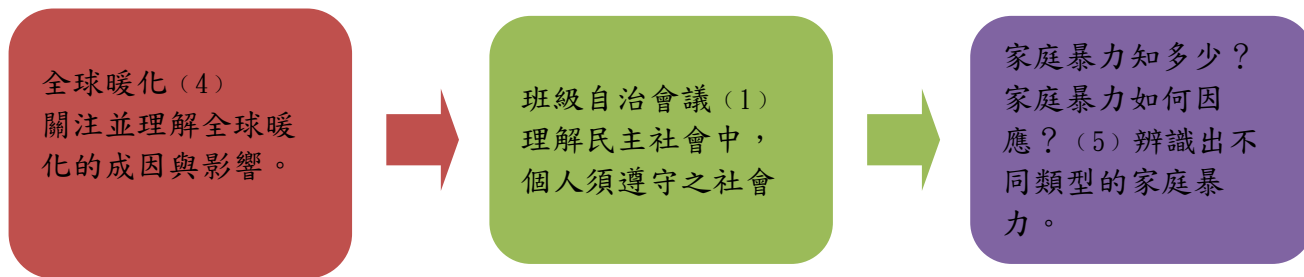 全球暖化（4）
關注並理解全球暖
化的成因與影響。
班級自治會議（1）
理解民主社會中，
個人須遵守之社會
家庭暴力知多少？
家庭暴力如何因
應？（5）辨識出不
同類型的家庭暴
力。